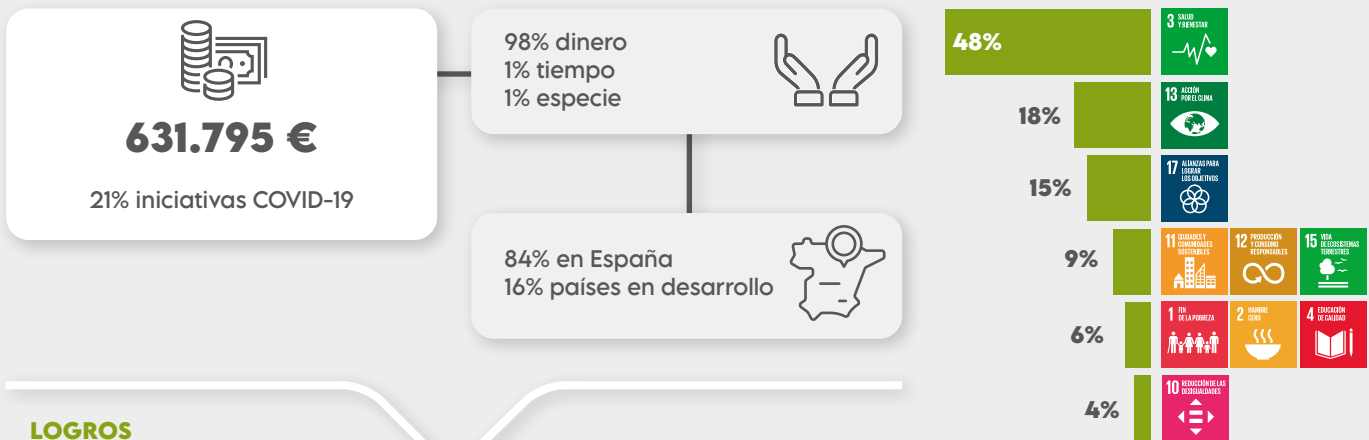 631.795 €
21% iniciativas COVID-19
98% dinero
1% tiempo
1% especie
84% en España
16% países en desarrollo
LOGROS
48%
3 SALUD
Y BIENESTAR
18%
13 ACCIÓN
POR EL CLIMA
15%
17 ALIANZAS PARA
LOGRAR
LOS OBJETIVOS
9%
11 CIUDADES Y
COMUNIDADES
SOSTENIBLES
12 PRODUCCIÓN
Y CONSUMO
RESPONSABLES
15 VIDA
DE ECOSISTEMAS
TERRESTRES
6%
1 FIN
DE LA POBREZA
2 HAMBRE
CERO
4 EDUCACIÓN
DE CALIDAD
4%
10 REDUCCIÓN DE LAS
DESIGUALDADES